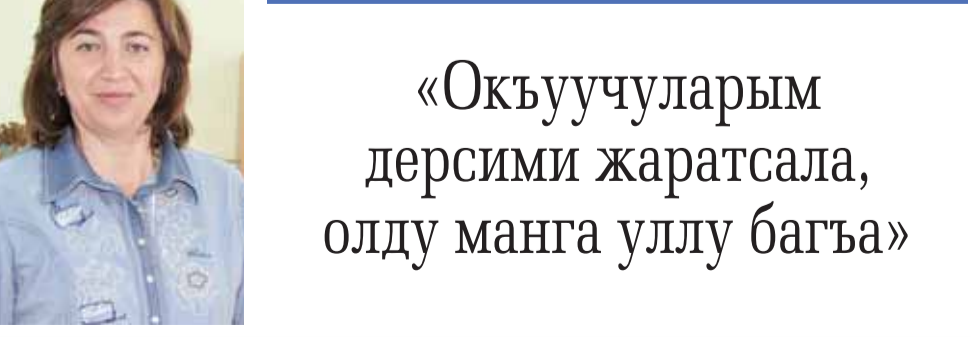 «Окъуучуларым
дерсими жаратсала,
олду манга уллу багъа»